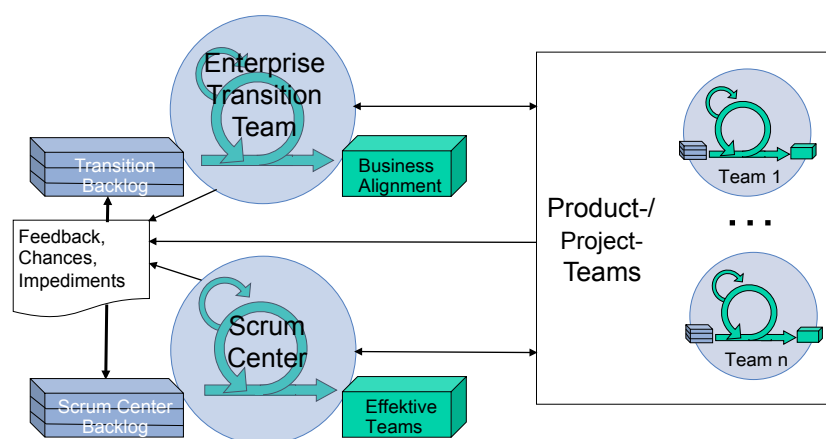 Enterprise
Transition
Team
Transition
Backlog
Business
Alignment
Feedback,
Chances,
Impediments
Scrum
Center
Scrum Center
Backlog
Effektive
Teams
Product-/
Project-
Teams
Team 1
. . .
Team n